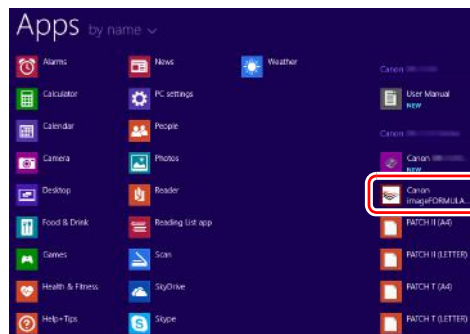 Apps by name
Alarms
Calculator
Calendar
Camera
Desktop
Food & Drink
Games
Health & Fitness
Help+Tips
News
PC settings
People
Photos
Reader
Reading List app
Scan
SkyDrive
Skype
Weather
Canon
User Manual
NEW
Canon
Canon
NEW
Canon
imageFORMULA...
PATCH II (A4)
PATCH II (LETTER)
PATCH T (A4)
PATCH T (LETTER)